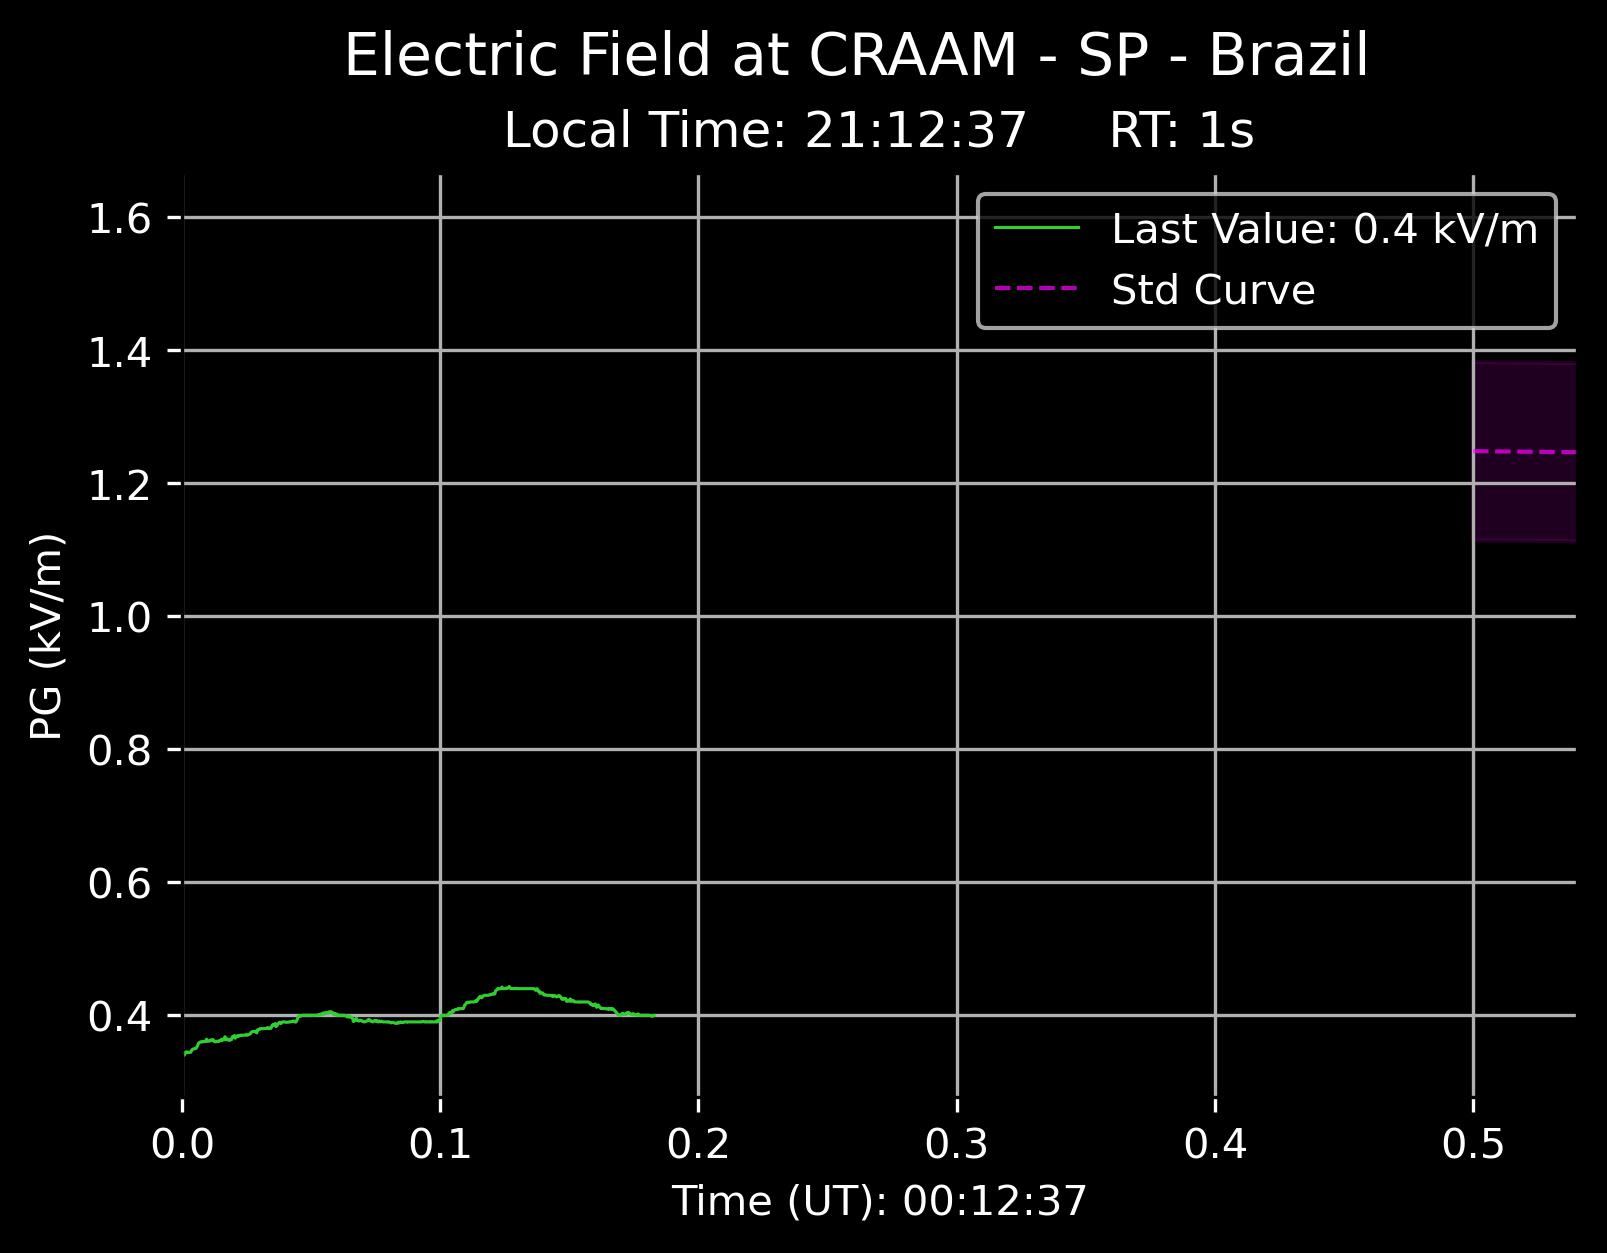 Electric Field at CRAAM - SP - Brazil
Local Time: 21:12:37 RT: 1s
Last Value: 0.4 kV/m
Std Curve
PG (kV/m)
1.6
1.4
1.2
1.0
0.8
0.6
0.4
0.0 0.1 0.2 0.3 0.4 0.5
Time (UT): 00:12:37